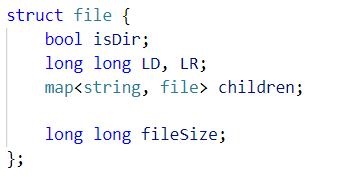 struct file {
    bool isDir;
    long long LD, LR;
    map<string, file> children;

    long long fileSize;
};